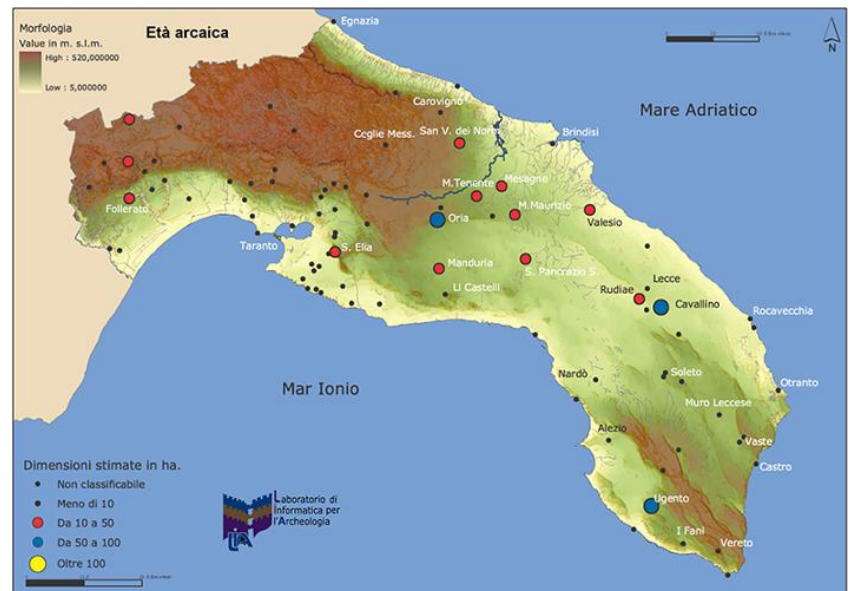 Morfologia
Value in m. s.l.m.
High : 520,000000
Low : 5,000000
Età arcaica
Egnazia
N
Mare Adriatico
Carovigno
Ceglie Mess.
San V. dei Norm.
Brindisi
Mesagne
M.Tenente
M.Maurizio
Follerato
Oria
Valesio
Taranto
S. Elia
Manduria
S. Pancrazio S.
Li Castelli
Lecce
Rudiae
Cavallino
Rocavecchia
Mar Ionio
Nardò
Soleto
Otranto
Muro Leccese
Alezio
Vaste
Castro
Ugento
I Fani
Vereto
Dimensioni stimate in ha.
Non classificabile
Meno di 10
Da 10 a 50
Da 50 a 100
Oltre 100
Laboratorio di
Informatica per
l'Archeologia